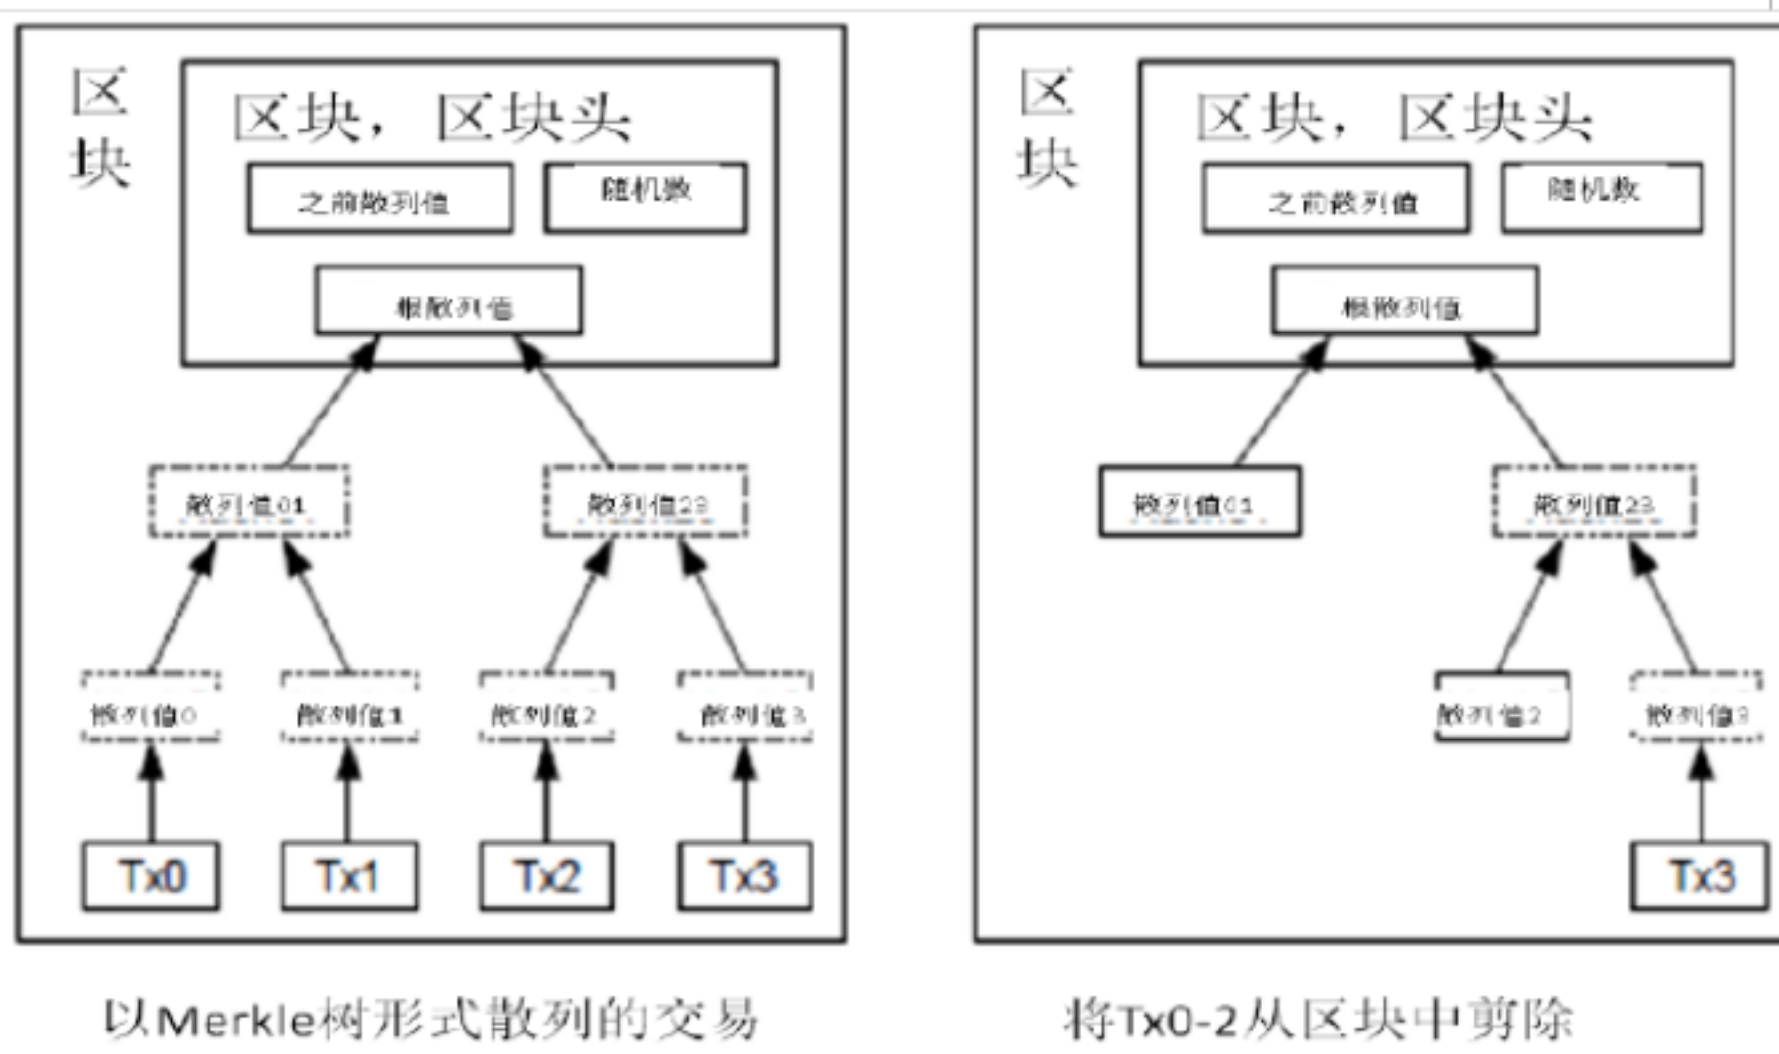 区块
区块，区块头
之前散列值
随机数
根散列值
散列值01
散列值23
散列值0
散列值1
散列值2
散列值3
Tx0
Tx1
Tx2
Tx3
以Merkle树形式散列的交易
区块
区块，区块头
之前散列值
随机数
根散列值
散列值01
散列值23
散列值2
散列值3
Tx3
将Tx0-2从区块中剪除